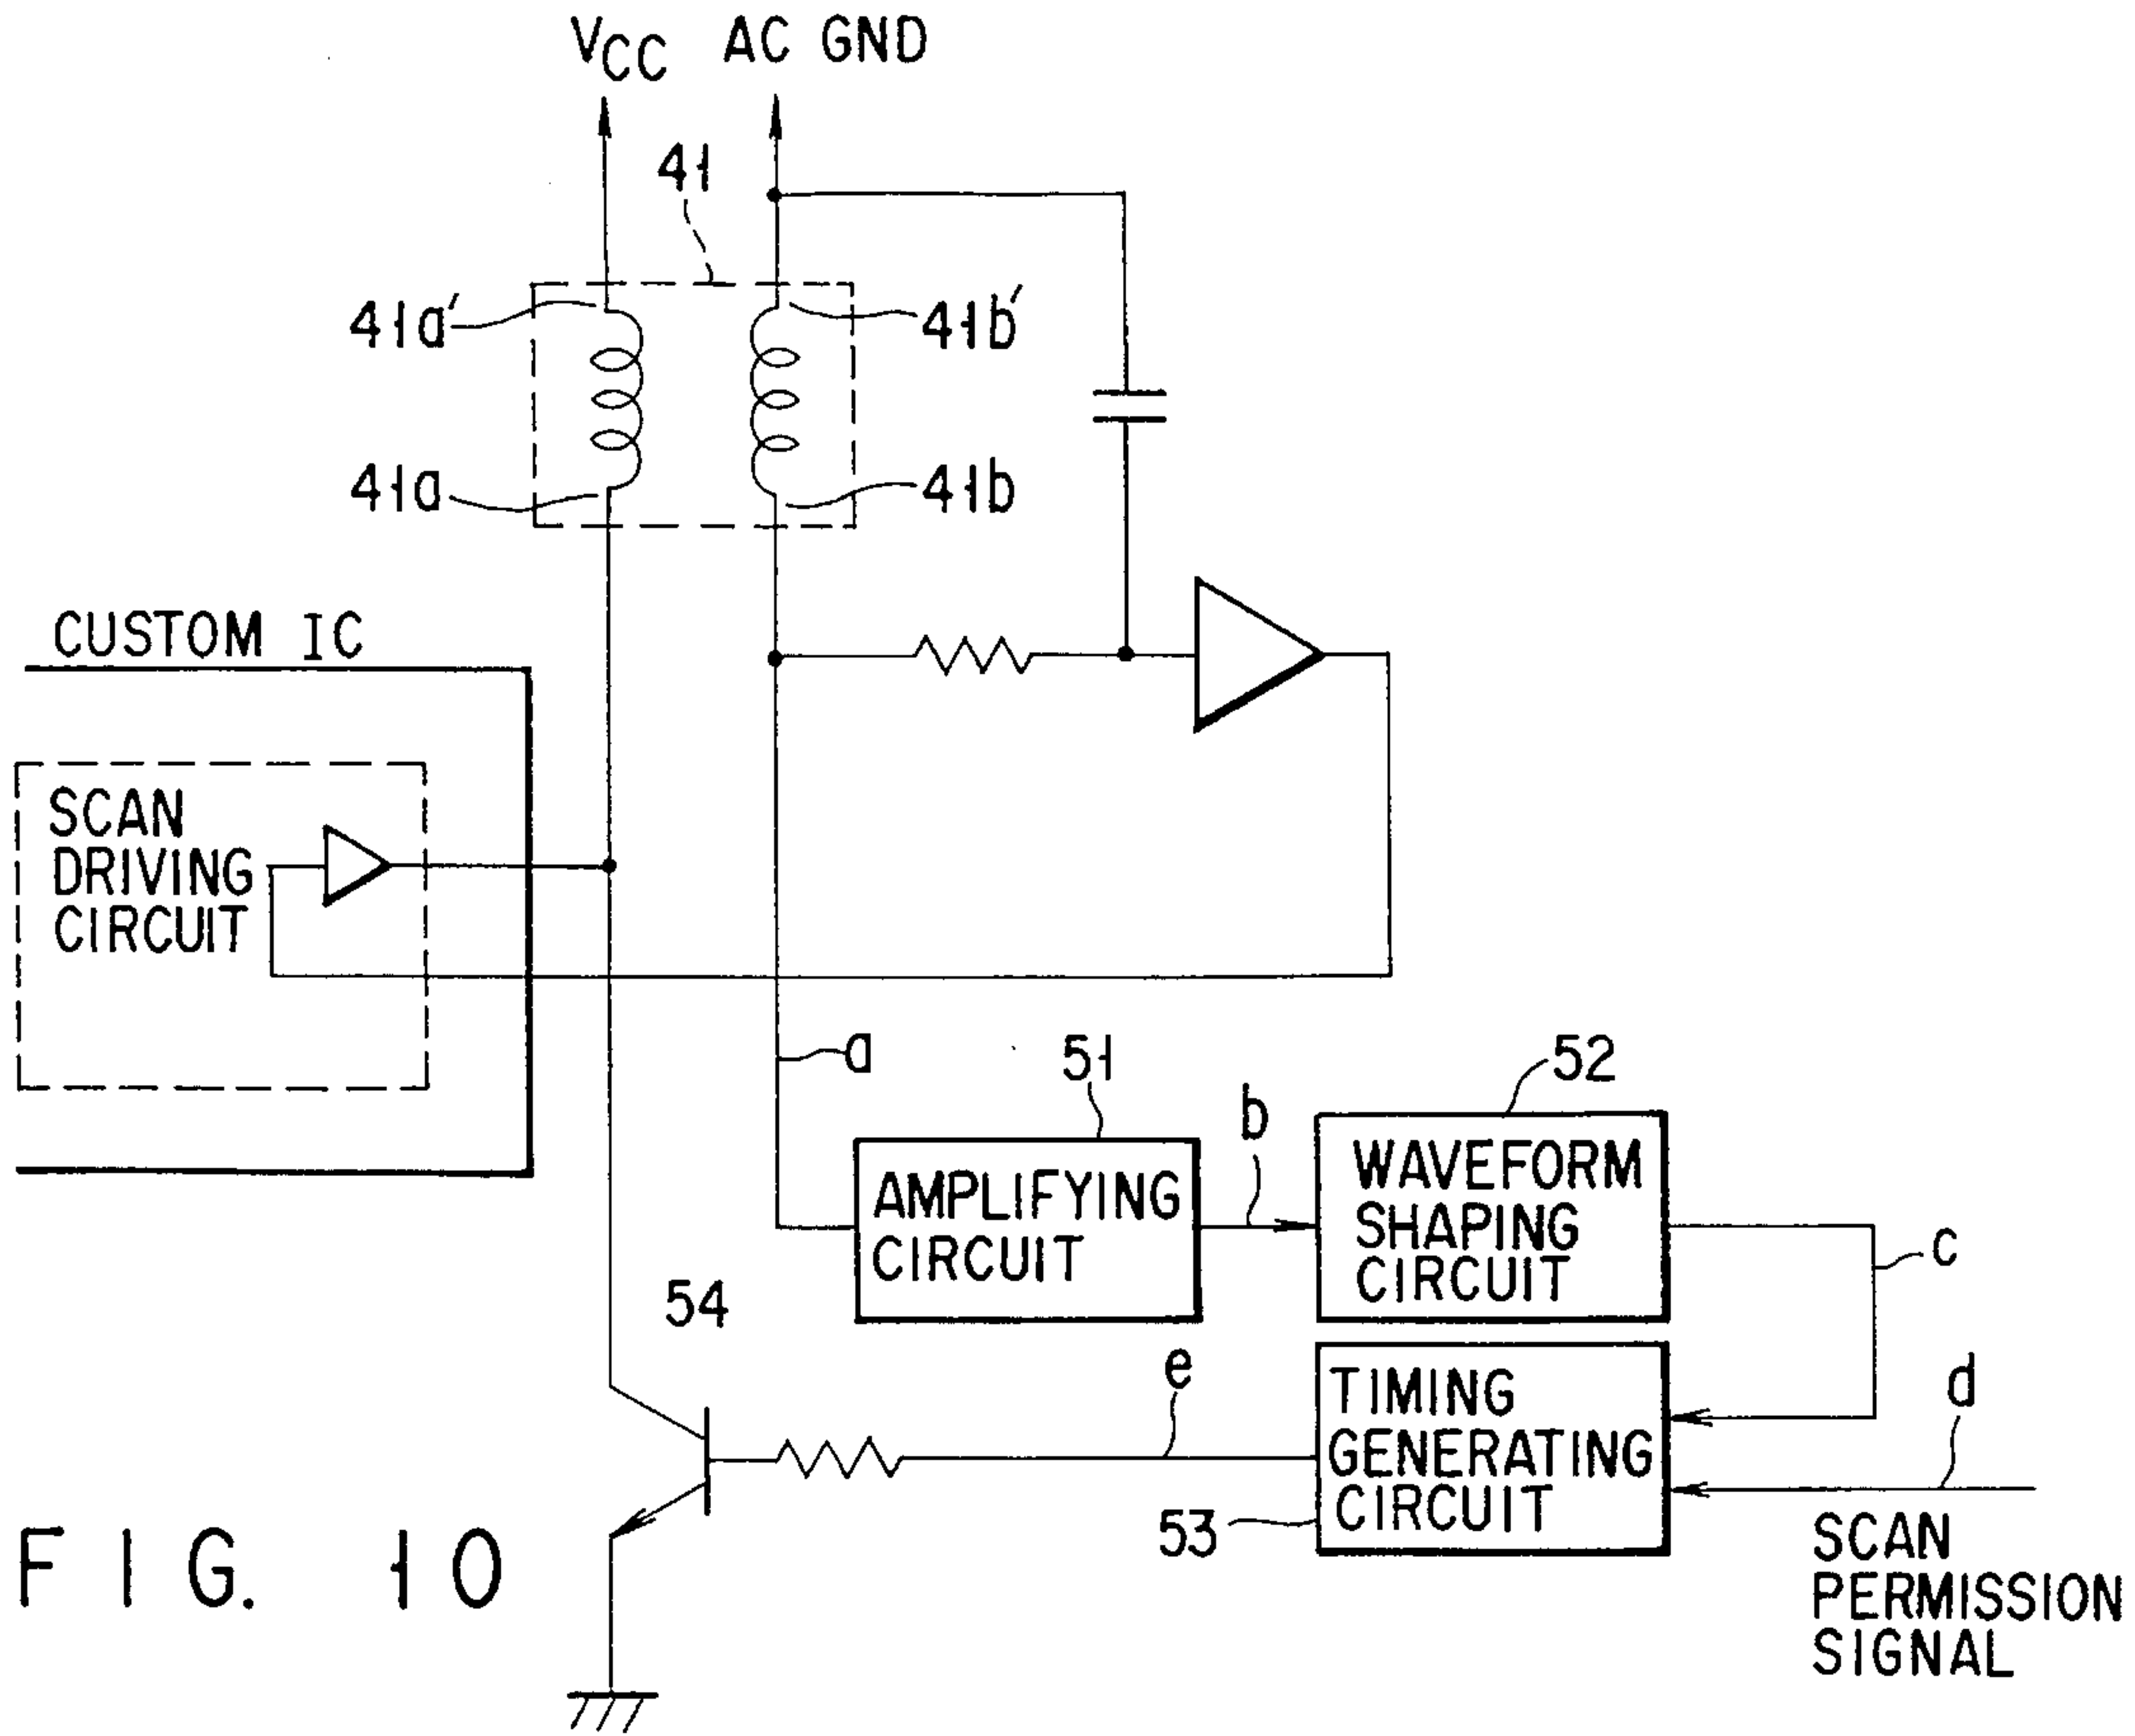 VCC
AC GND
41
41a'
41b'
41a
41b
CUSTOM IC
SCAN
DRIVING
CIRCUIT
a
51
b
52
AMPLIFYING
CIRCUIT
WAVEFORM
SHAPING
CIRCUIT
c
54
e
TIMING
GENERATING
CIRCUIT
d
53
SCAN
PERMISSION
SIGNAL
FIG. 10